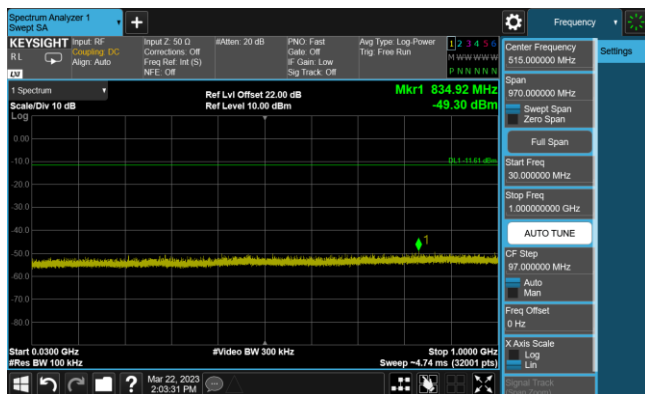 Spectrum Analyzer 1
Swept SA
Frequency
KEYSIGHT
R L
LXI
Input: RF
Coupling: DC
Align: Auto
Input Z: 50 Ω
Corrections: Off
Freq Ref: Int (S)
NFE: Off
#Atten: 20 dB
PNO: Fast
Gate: Off
IF Gain: Low
Sig Track: Off
Avg Type: Log-Power
Trig: Free Run
1 2 3 4 5 6
M W W W W W
P N N N N N
1 Spectrum
Scale/Div 10 dB
Log
Ref Lvl Offset 22.00 dB
Ref Level 10.00 dBm
Mkr1 834.92 MHz
-49.30 dBm
0.00
-10.0
-20.0
-30.0
-40.0
-50.0
-60.0
-70.0
-80.0
DL1 -11.61 dBm
1
Start 0.0300 GHz
#Res BW 100 kHz
#Video BW 300 kHz
Stop 1.0000 GHz
Sweep ~4.74 ms (32001 pts)
Center Frequency
515.000000 MHz
Settings
Span
970.000000 MHz
Swept Span
Zero Span
Full Span
Start Freq
30.000000 MHz
Stop Freq
1.000000000 GHz
AUTO TUNE
CF Step
97.000000 MHz
Auto
Man
Freq Offset
0 Hz
X Axis Scale
Log
Lin
Signal Track
(Span Zoom)
?
Mar 22, 2023
2:03:31 PM